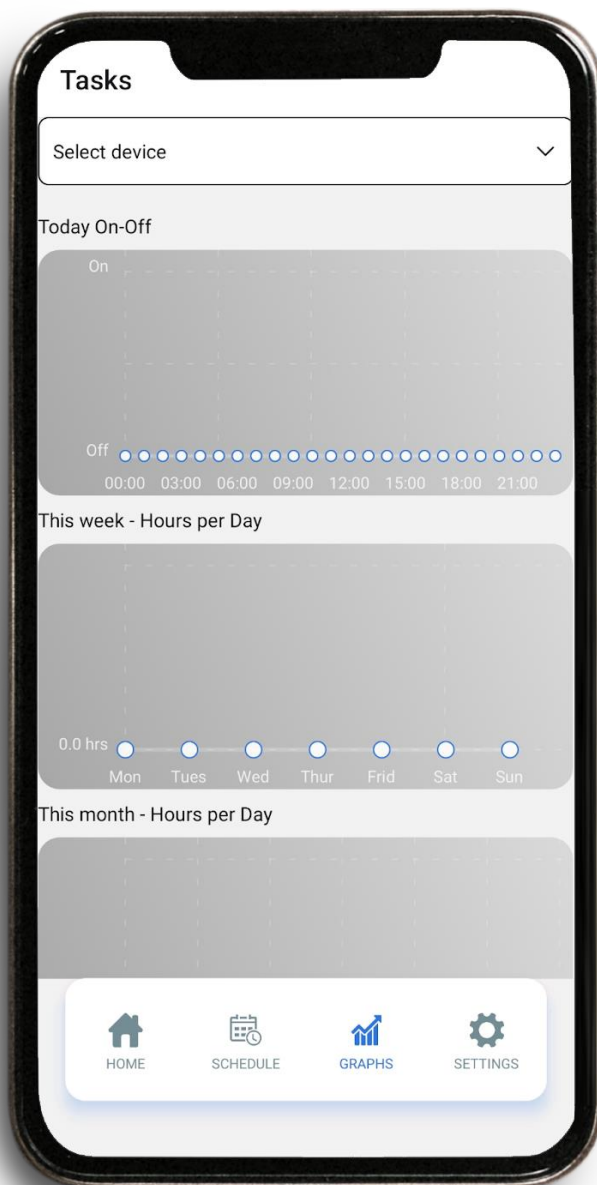 Tasks
Select device
Today On-Off
On
Off
00:00 03:00 06:00 09:00 12:00 15:00 18:00 21:00
This week - Hours per Day
0.0 hrs
Mon Tues Wed Thur Frid Sat Sun
This month - Hours per Day
HOME SCHEDULE GRAPHS SETTINGS